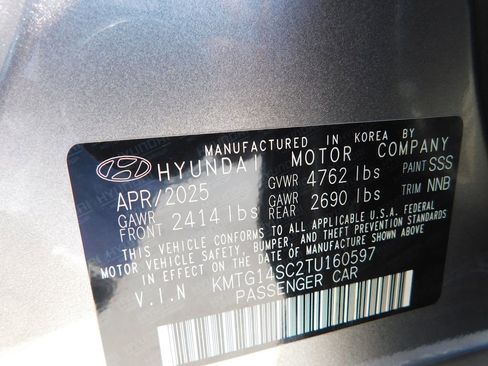 MANUFACTURED IN KOREA BY
HYUNDAI MOTOR COMPANY
APR/2025 GVWR 4762 lbs PAINT SSS
GAWR FRONT 2414 lbs GAWR REAR 2690 lbs TRIM NNB
THIS VEHICLE CONFORMS TO ALL APPLICABLE U.S.A. FEDERAL
MOTOR VEHICLE SAFETY, BUMPER, AND THEFT PREVENTION STANDARDS
IN EFFECT ON THE DATE OF MANUFACTURE SHOWN ABOVE.
V.I.N KMTG14SC2TU160597
PASSENGER CAR